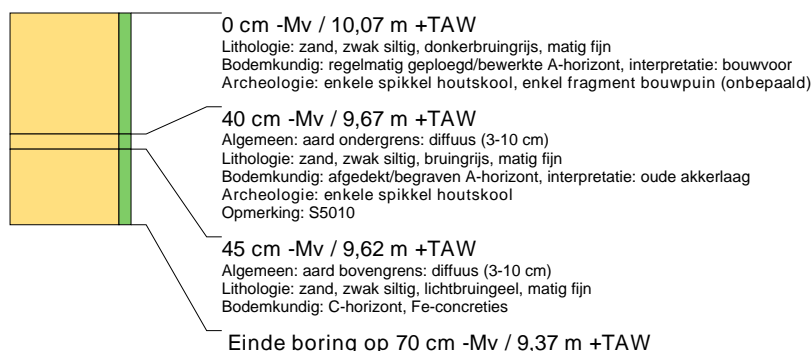 0 cm -Mv / 10,07 m +TAW
Lithologie: zand, zwak siltig, donkerbruingrijs, matig fijn
Bodemkundig: regelmatig geploegd/bewerkte A-horizont, interpretatie: bouwvoor
Archeologie: enkele spikkel houtskool, enkel fragment bouwpuin (onbepaald)
40 cm -Mv / 9,67 m +TAW
Algemeen: aard ondergrens: diffuus (3-10 cm)
Lithologie: zand, zwak siltig, bruingrijs, matig fijn
Bodemkundig: afgedekt/begraven A-horizont, interpretatie: oude akkerlaag
Archeologie: enkele spikkel houtskool
Opmerking: S5010
45 cm -Mv / 9,62 m +TAW
Algemeen: aard bovengrens: diffuus (3-10 cm)
Lithologie: zand, zwak siltig, lichtbruingeel, matig fijn
Bodemkundig: C-horizont, Fe-concreties
Einde boring op 70 cm -Mv / 9,37 m +TAW